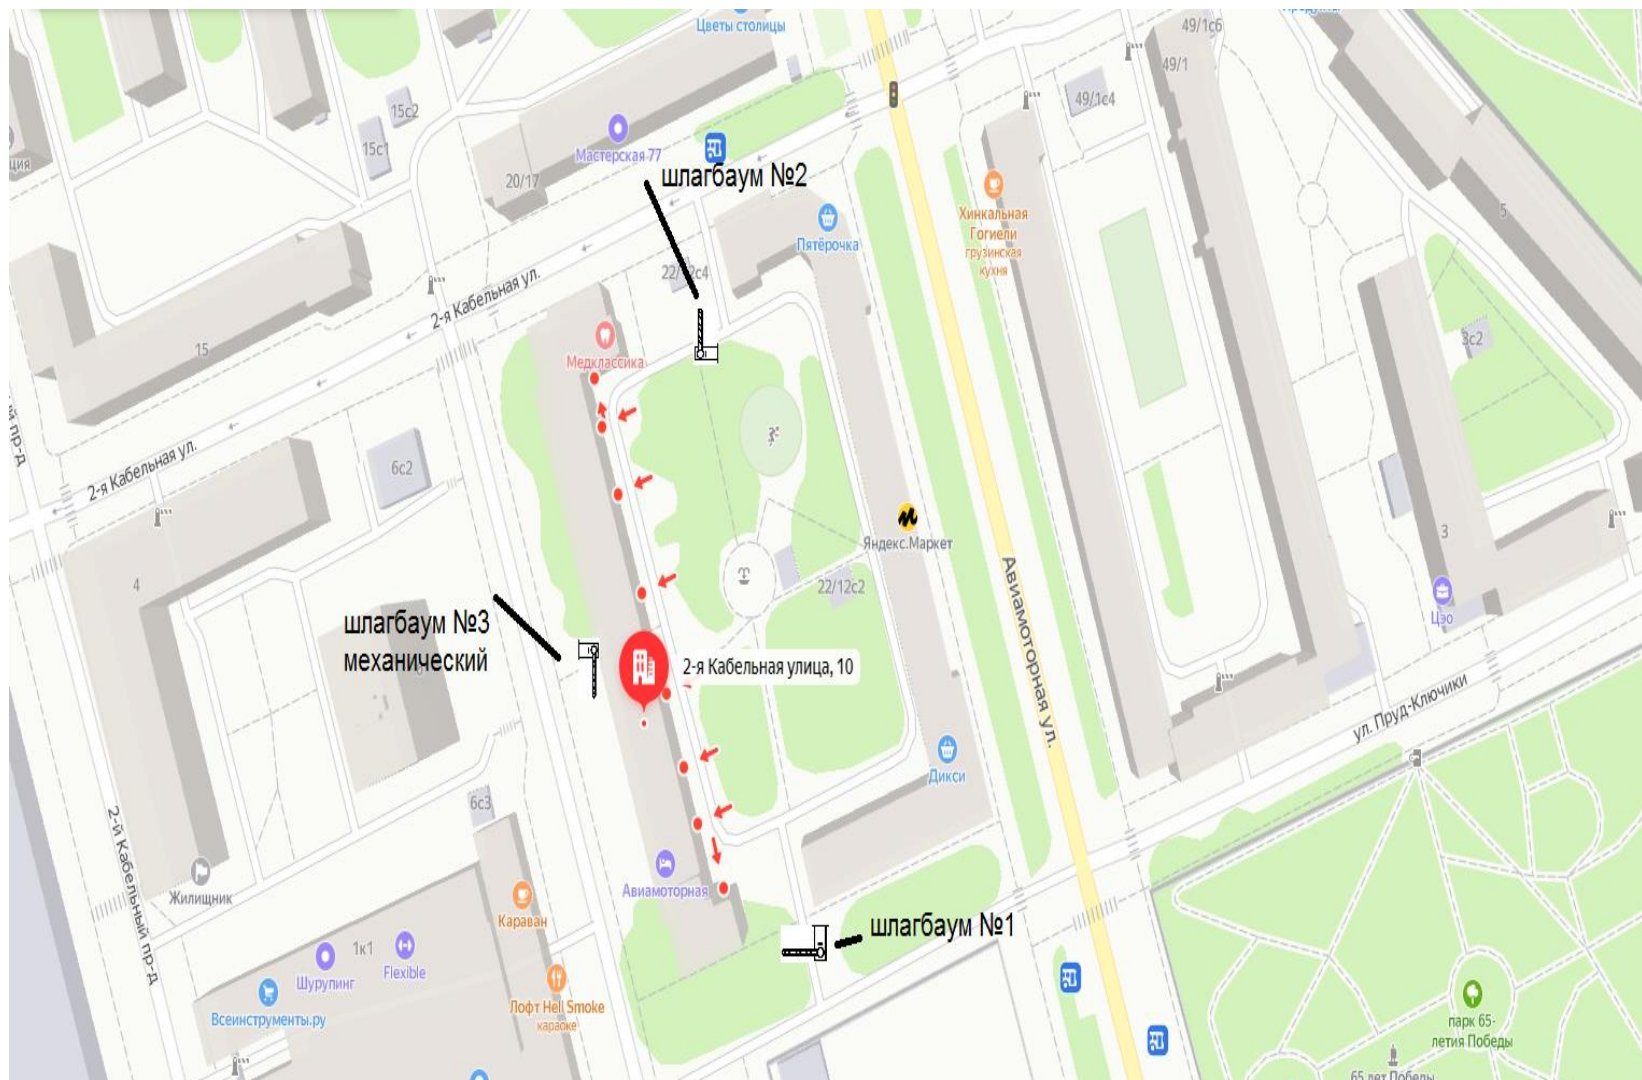 Цветы столицы
49/1с6
49/1
49/1с4
15с2
15с1
ция
Мастерская 77
20/17
шлагбаум №2
Хинкальная
Гогиели
грузинская
кухня
Пятёрочка
5
22/12с4
2-я Кабельная ул.
15
Медклассика
3с2
й пр-д
2-я Кабельная ул.
6с2
Яндекс.Маркет
3
4
22/12с2
Авиамоторная ул.
Цэо
шлагбаум №3
механический
2-я Кабельная улица, 10
ул. Пруд-Ключики
Дикси
6с3
2-й Кабельный пр-д
Жилищник
Авиамоторная
Караван
шлагбаум №1
1к1
Flexible
Шурупинг
Всеинструменты.ру
Лофт Hell Smoke
караоке
парк 65-
летия Победы
65 лет Победы